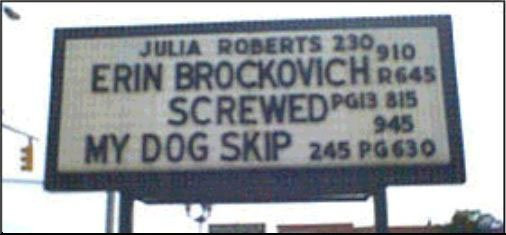 JULIA ROBERTS 230 910
ERIN BROCKOVICH R645
SCREWED PG13 815
945
MY DOG SKIP 245 PG630